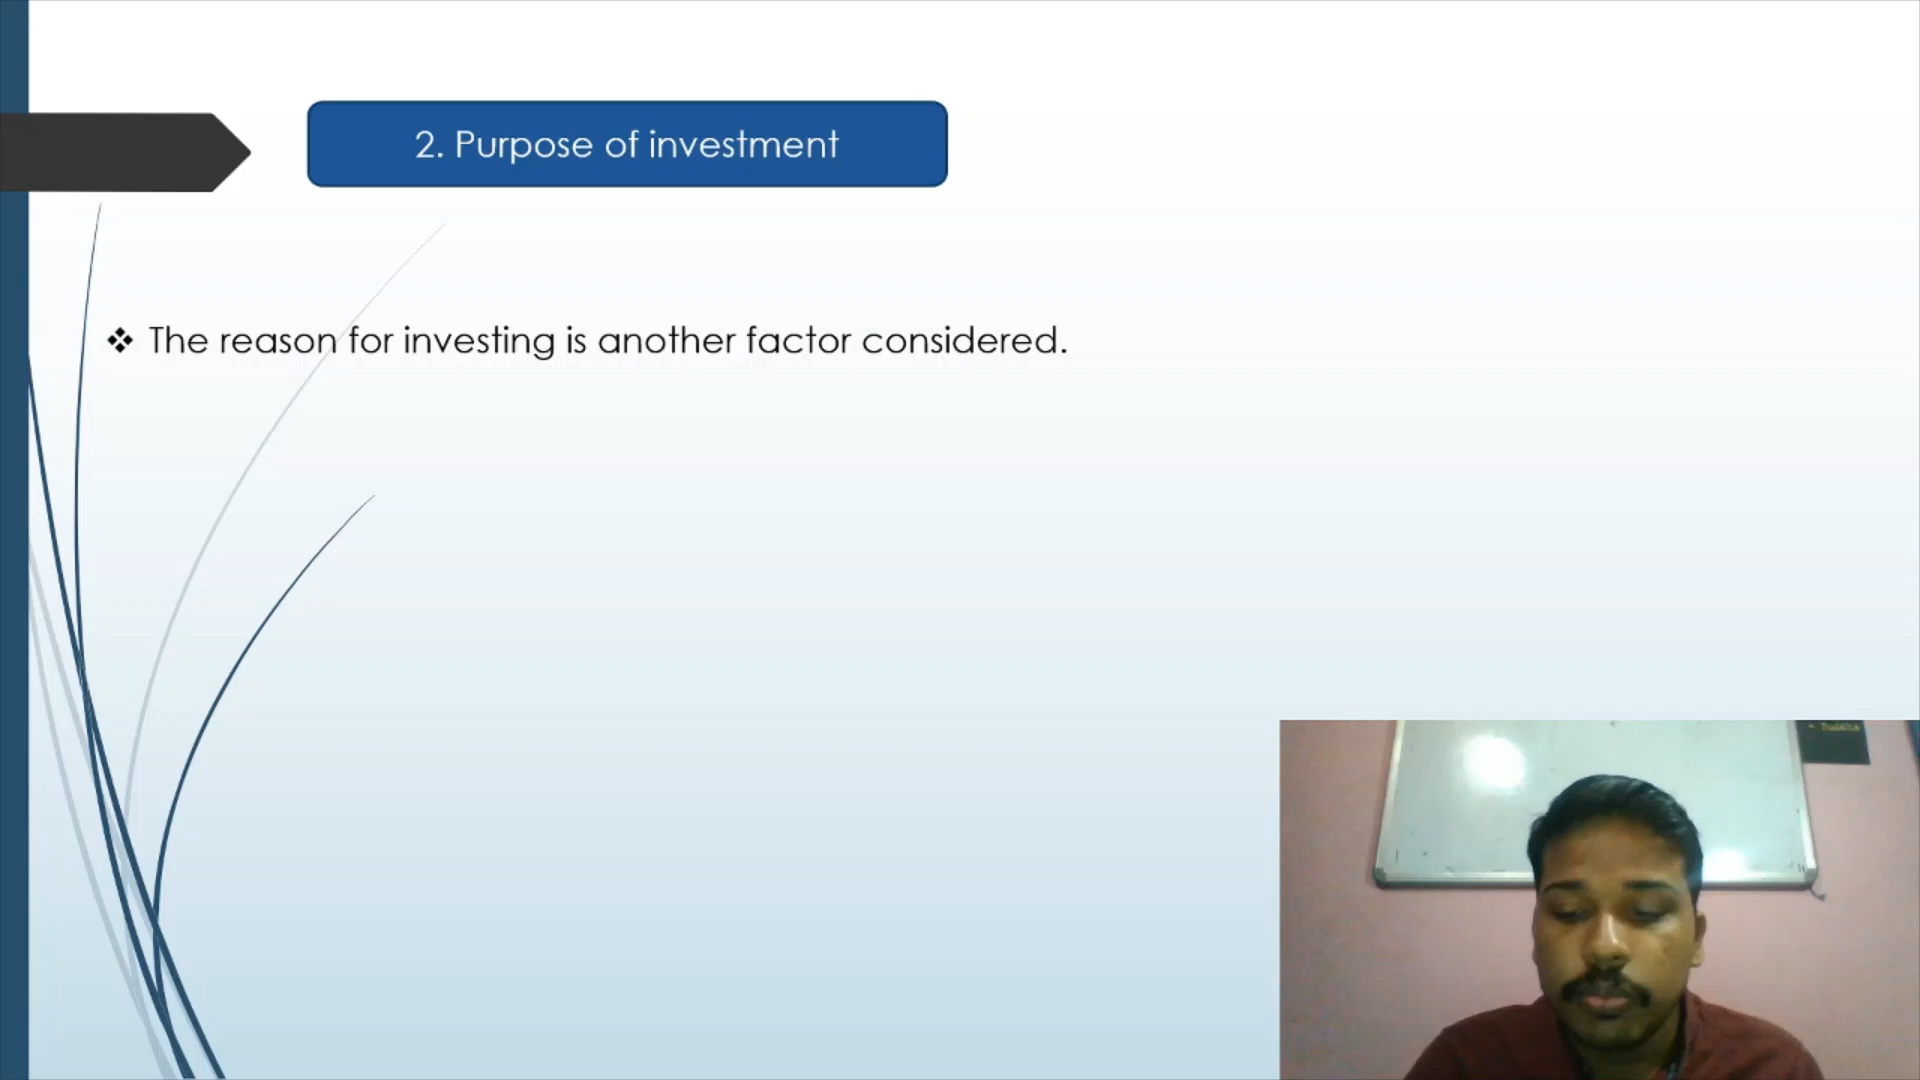 2. Purpose of investment
❖ The reason for investing is another factor considered.